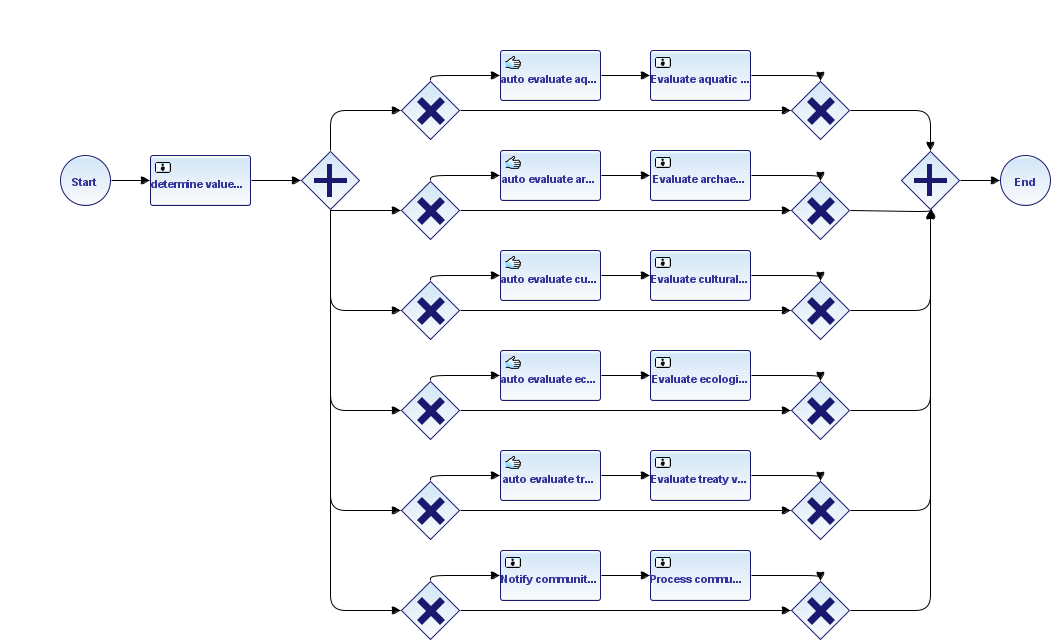 auto evaluate aq...
Evaluate aquatic ...
Start
determine value...
auto evaluate ar...
Evaluate archae...
End
auto evaluate cu...
Evaluate cultural...
auto evaluate ec...
Evaluate ecologi...
auto evaluate tr...
Evaluate treaty v...
Notify communit...
Process commu...